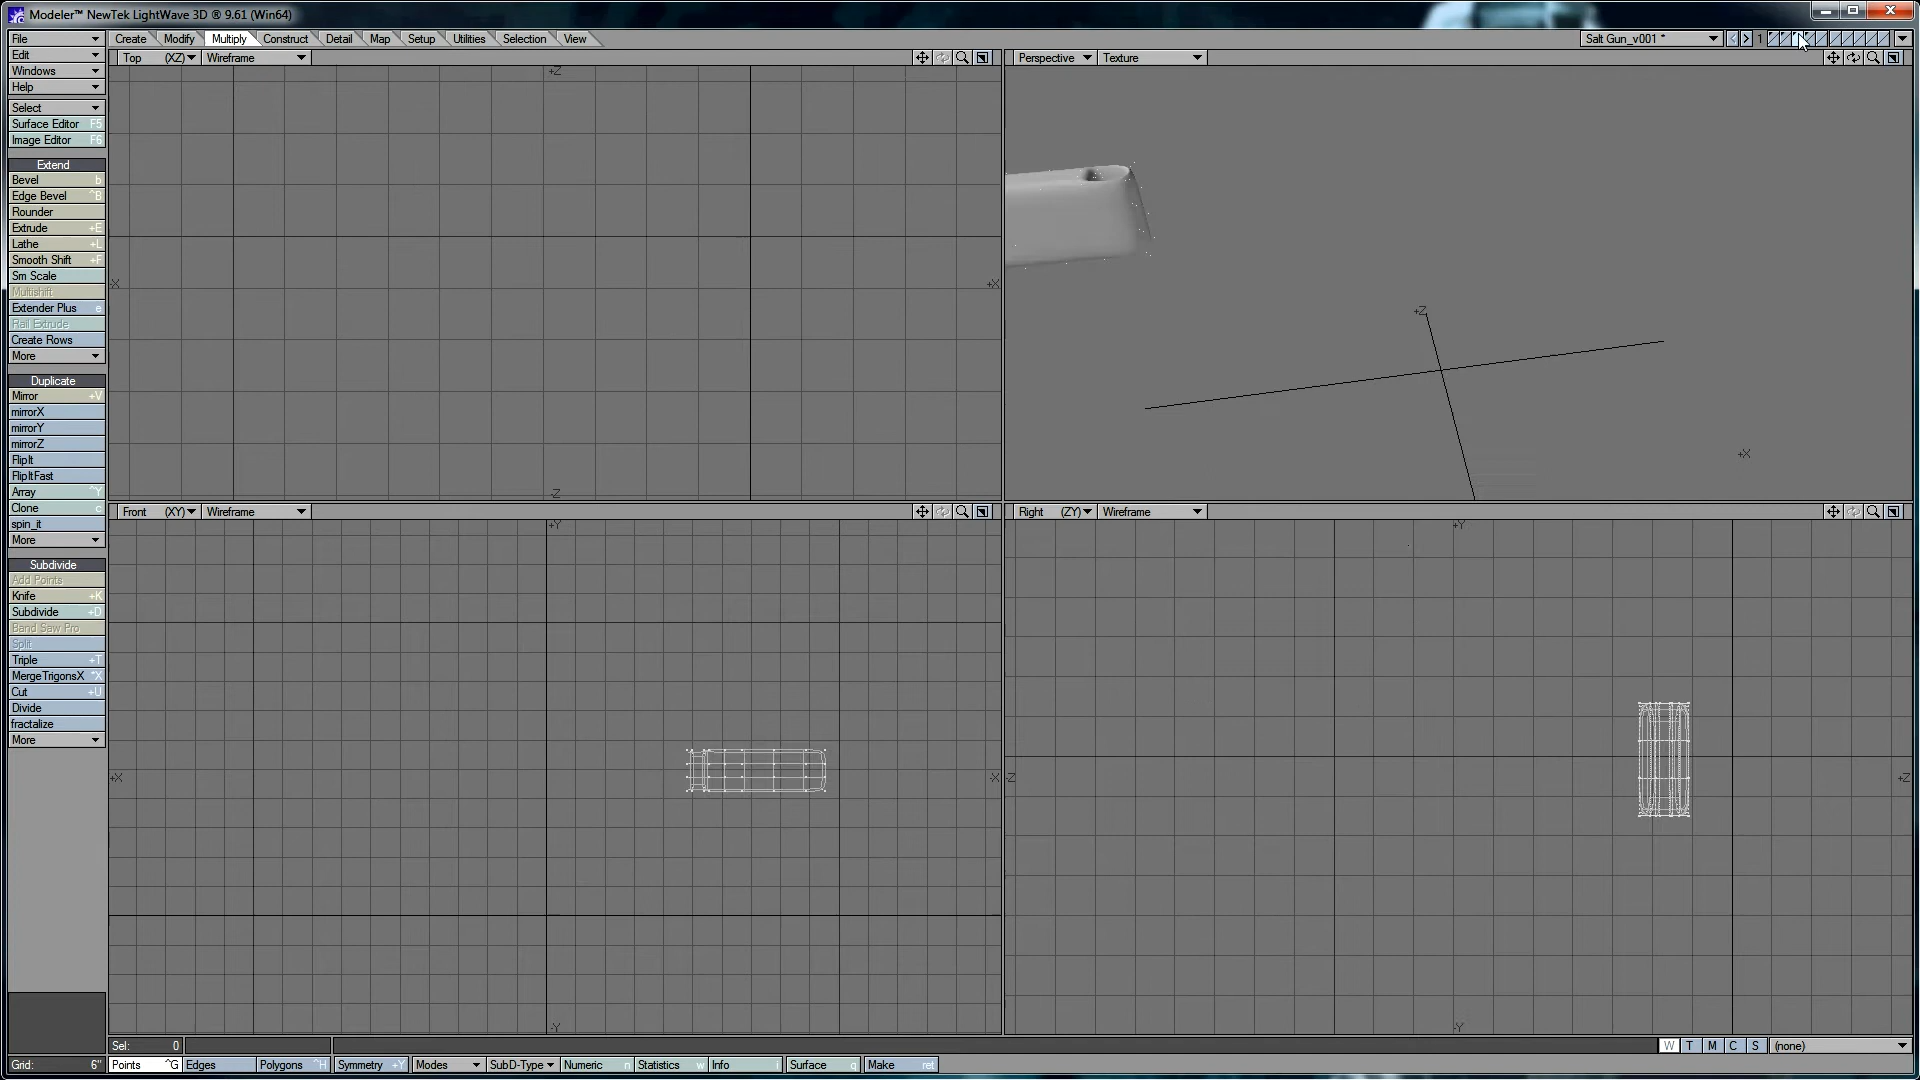 Modeler™ NewTek LightWave 3D ® 9.61 (Win64)
File
Edit
Windows
Help
Create Modify Multiply Construct Detail Map Setup Utilities Selection View
Salt Gun_v001 *
1
Top (XZ) Wireframe
Perspective Texture
Select
Surface Editor F5
Image Editor F6
Extend
Bevel b
Edge Bevel ^B
Rounder
Extrude +E
Lathe +L
Smooth Shift +F
Sm Scale
Multishift
Extender Plus e
Rail Extrude
Create Rows
More
Duplicate
Mirror +V
mirrorX
mirrorY
mirrorZ
FlipIt
FlipItFast
Array ^Y
Clone c
spin_it
More
Subdivide
Add Points
Knife +K
Subdivide +D
Band Saw Pro
Split
Triple +T
MergeTrigonsX *X
Cut +U
Divide
fractalize
More
+Z
-X
+X
-Z
+Z
+X
Front (XY) Wireframe
Right (ZY) Wireframe
+Y
+X
-X
-Y
+Y
-Z
+Z
-Y
Sel: 0
W T M C S (none)
Grid: 6"
Points ^G Edges Polygons ^H Symmetry +Y Modes SubD-Type Numeric n Statistics w Info i Surface q Make ret